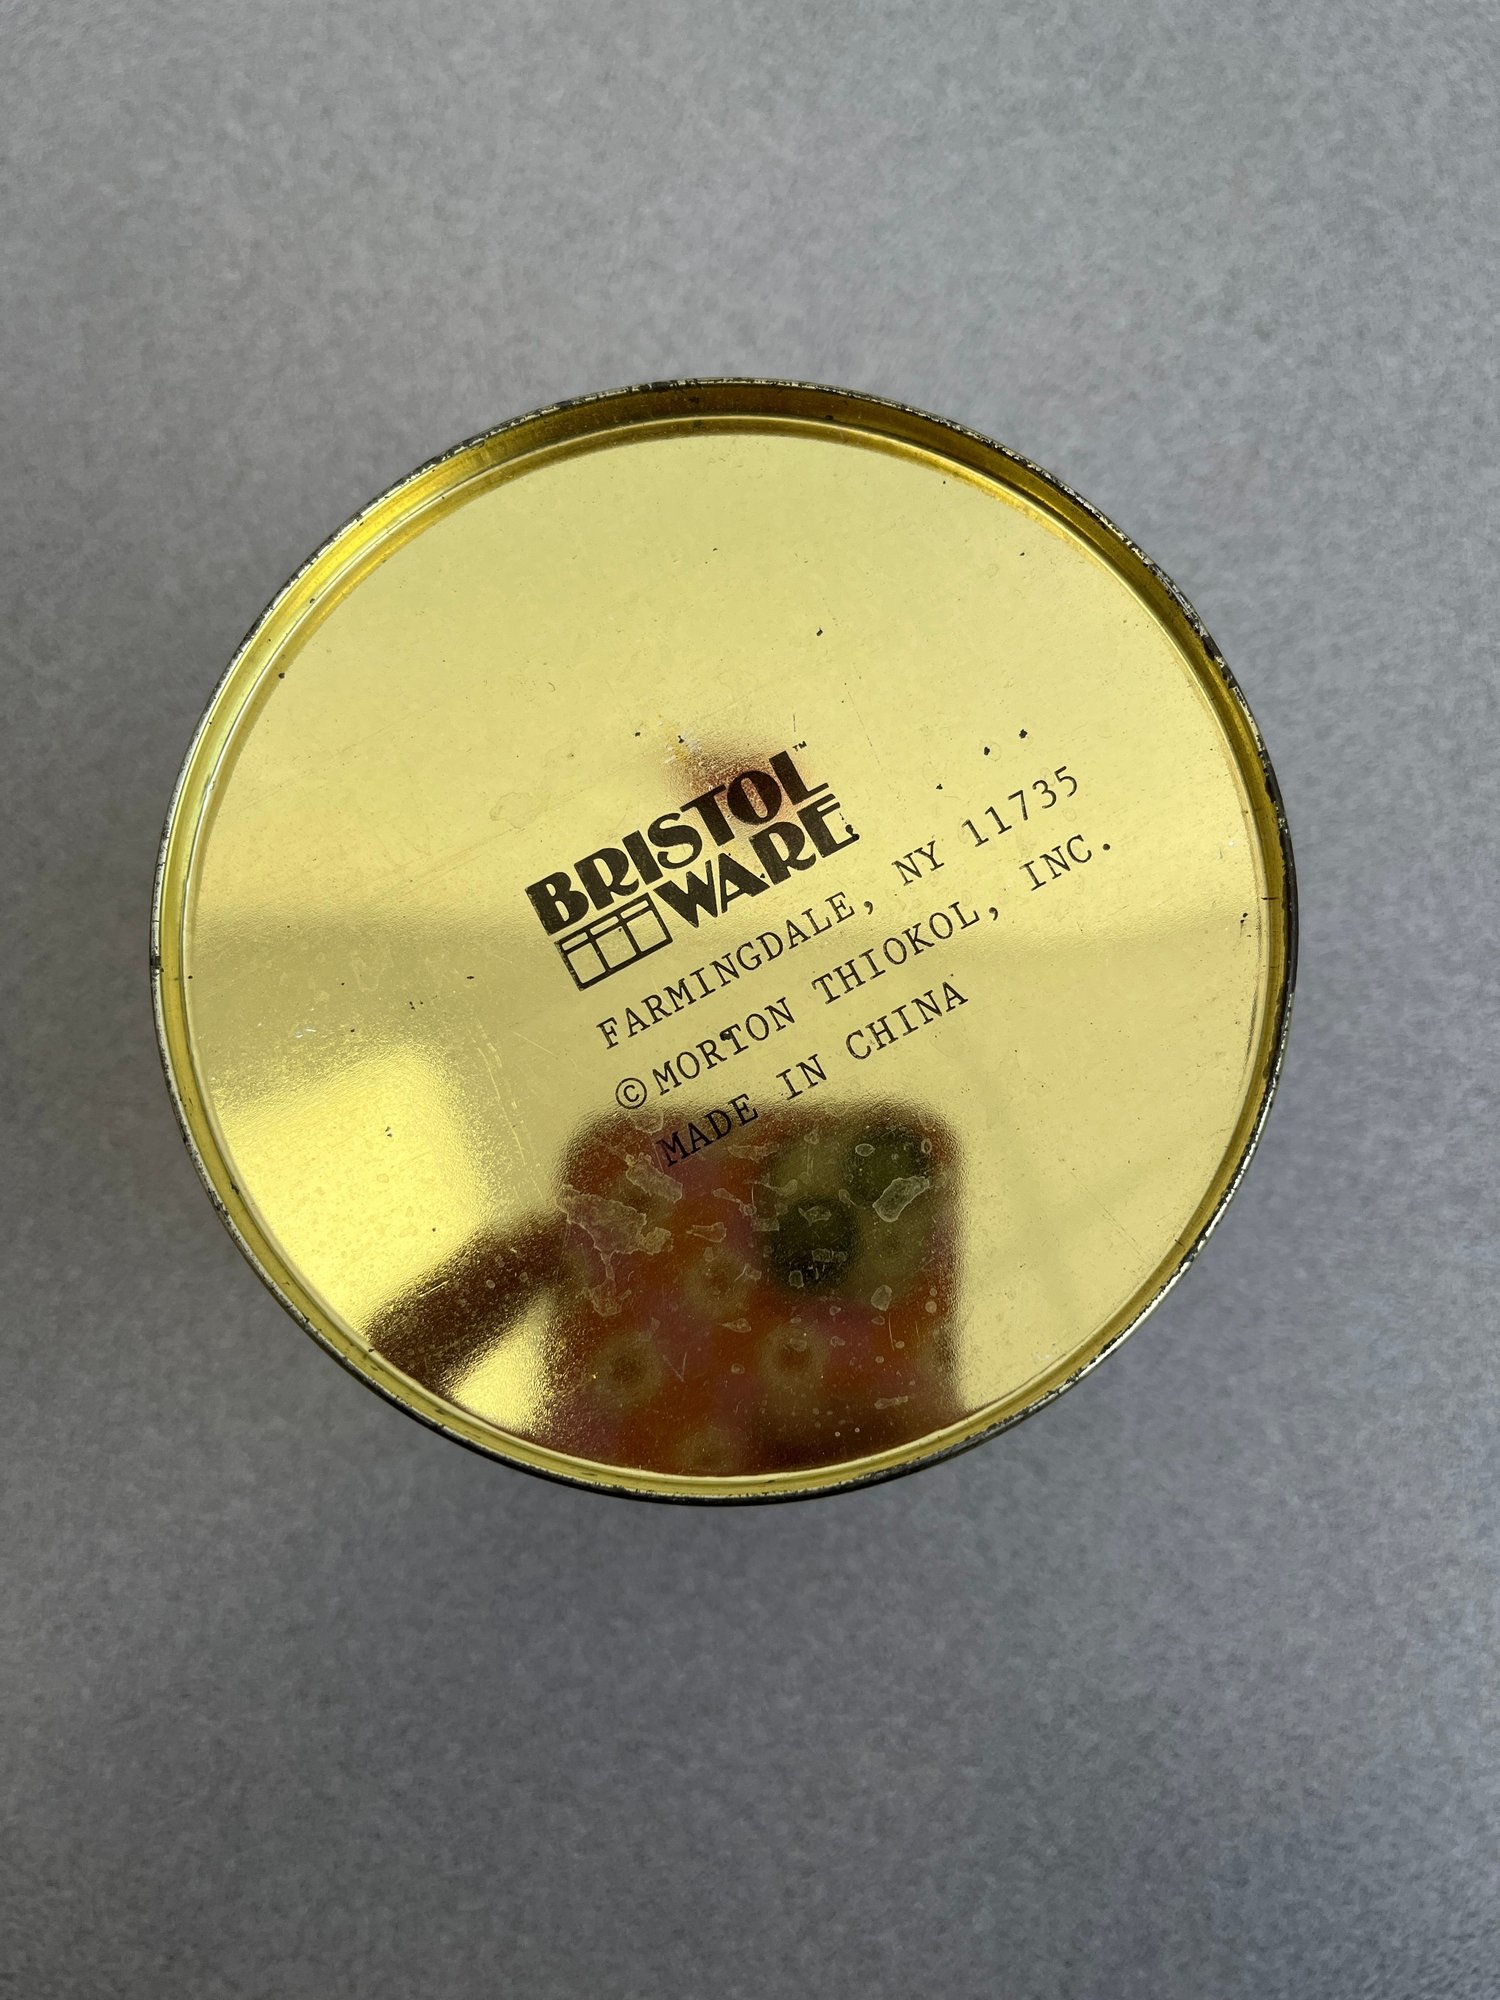 BRISTOL™
WARE
FARMINGDALE, NY 11735
©MORTON THIOKOL, INC.
MADE IN CHINA